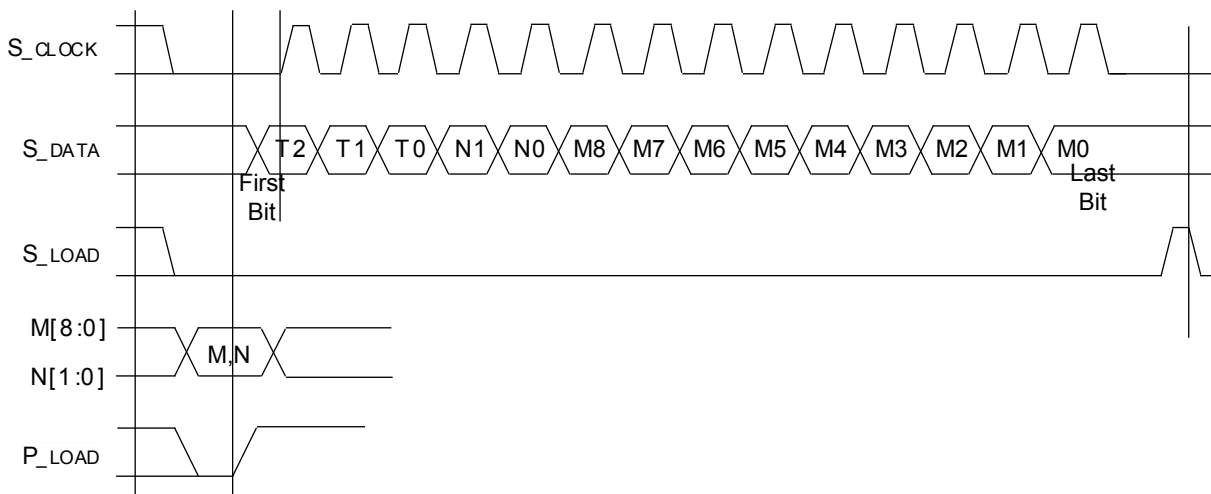 S_CLOCK
S_DATA T2 T1 T0 N1 N0 M8 M7 M6 M5 M4 M3 M2 M1 M0
First
Bit
Last
Bit
S_LOAD
M[8:0]
M,N
N[1:0]
P_LOAD